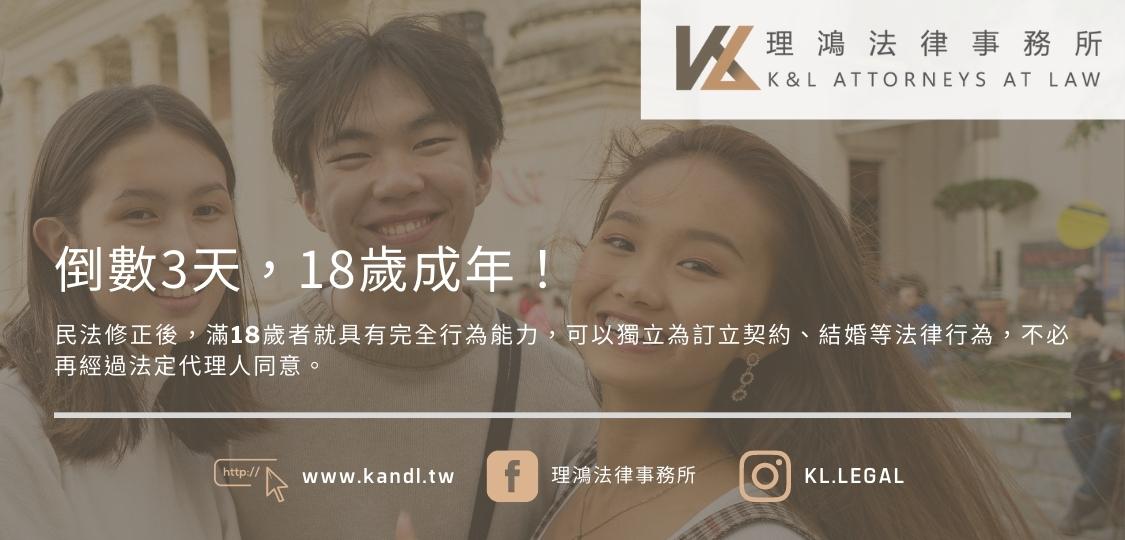 理鴻法律事務所
K&L ATTORNEYS AT LAW
倒數3天，18歲成年！
民法修正後，滿18歲者就具有完全行為能力，可以獨立為訂立契約、結婚等法律行為，不必
再經過法定代理人同意。
http:// www.kandl.tw 理鴻法律事務所 KL.LEGAL